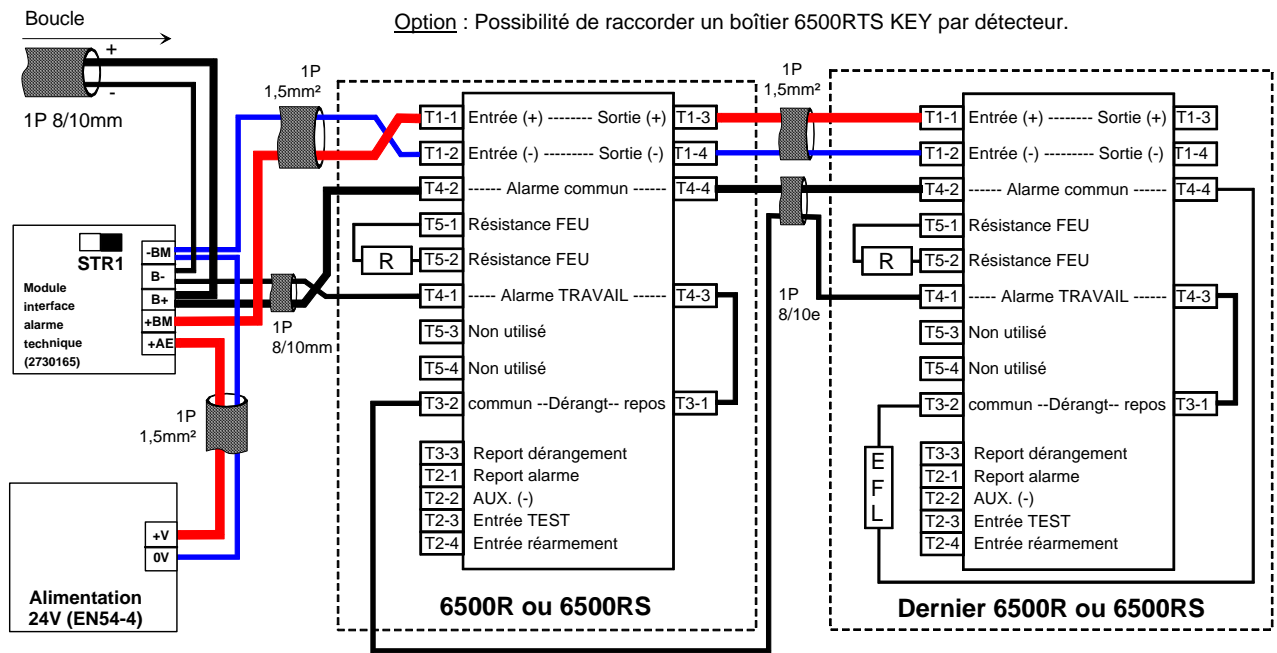 Boucle
Option : Possibilité de raccorder un boîtier 6500RTS KEY par détecteur.
+
-
1P 8/10mm
1P
1,5mm²
1P
1,5mm²
STR1
Module
interface
alarme
technique
(2730165)
-BM
B-
B+
+BM
+AE
1P
8/10mm
1P
1,5mm²
+V
0V
Alimentation
24V (EN54-4)
T1-1 Entrée (+) -------- Sortie (+) T1-3
T1-2 Entrée (-) --------- Sortie (-) T1-4
T4-2 ------ Alarme commun ------ T4-4
T5-1 Résistance FEU
R T5-2 Résistance FEU
T4-1 ----- Alarme TRAVAIL ------ T4-3
T5-3 Non utilisé
T5-4 Non utilisé
T3-2 commun --Dérangt-- repos T3-1
T3-3 Report dérangement
T2-1 Report alarme
T2-2 AUX. (-)
T2-3 Entrée TEST
T2-4 Entrée réarmement
6500R ou 6500RS
1P
8/10e
T1-1 Entrée (+) -------- Sortie (+) T1-3
T1-2 Entrée (-) --------- Sortie (-) T1-4
T4-2 ------ Alarme commun ------ T4-4
T5-1 Résistance FEU
R T5-2 Résistance FEU
T4-1 ----- Alarme TRAVAIL ------ T4-3
T5-3 Non utilisé
T5-4 Non utilisé
T3-2 commun --Dérangt-- repos T3-1
T3-3 Report dérangement
T2-1 Report alarme
T2-2 AUX. (-)
T2-3 Entrée TEST
T2-4 Entrée réarmement
E
F
L
Dernier 6500R ou 6500RS